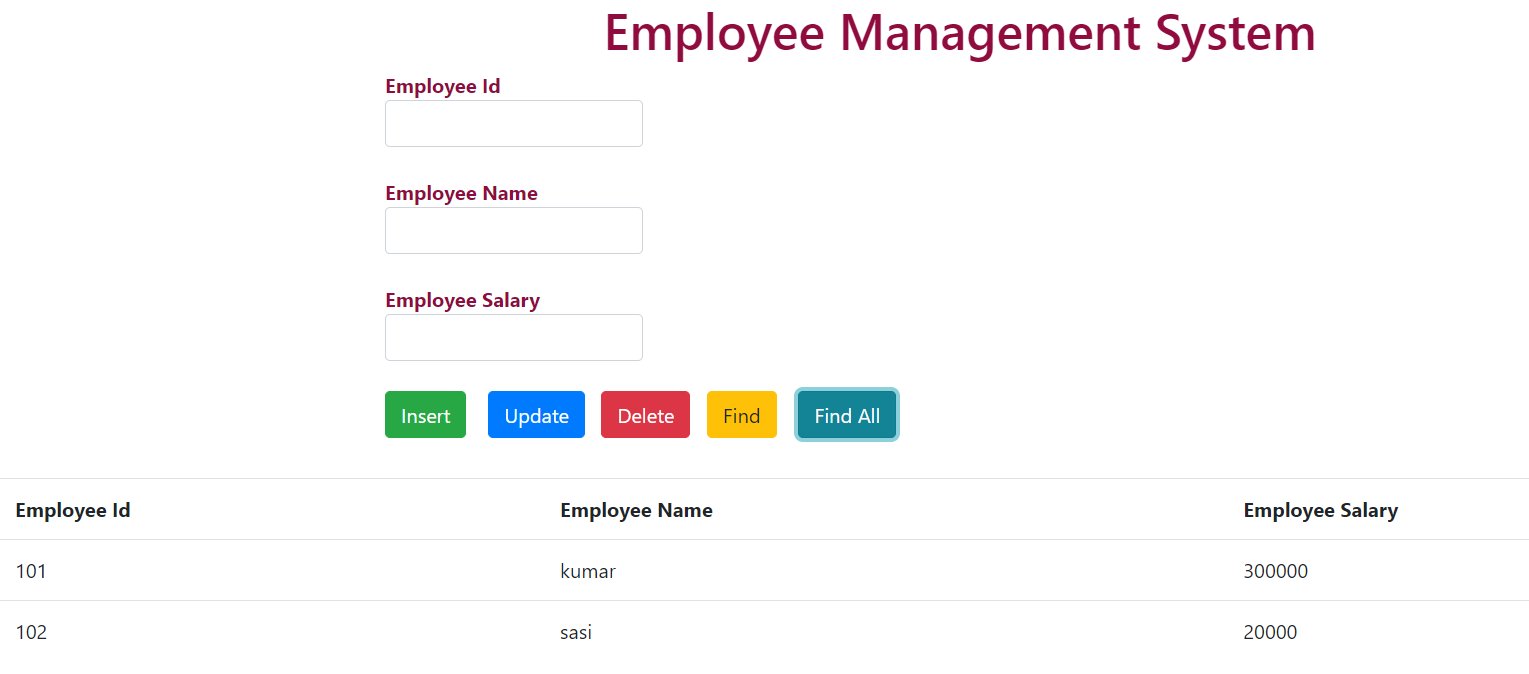 Employee Management System
Employee Id
Employee Name
Employee Salary
Insert Update Delete Find Find All
Employee Id Employee Name Employee Salary
101 kumar 300000
102 sasi 20000